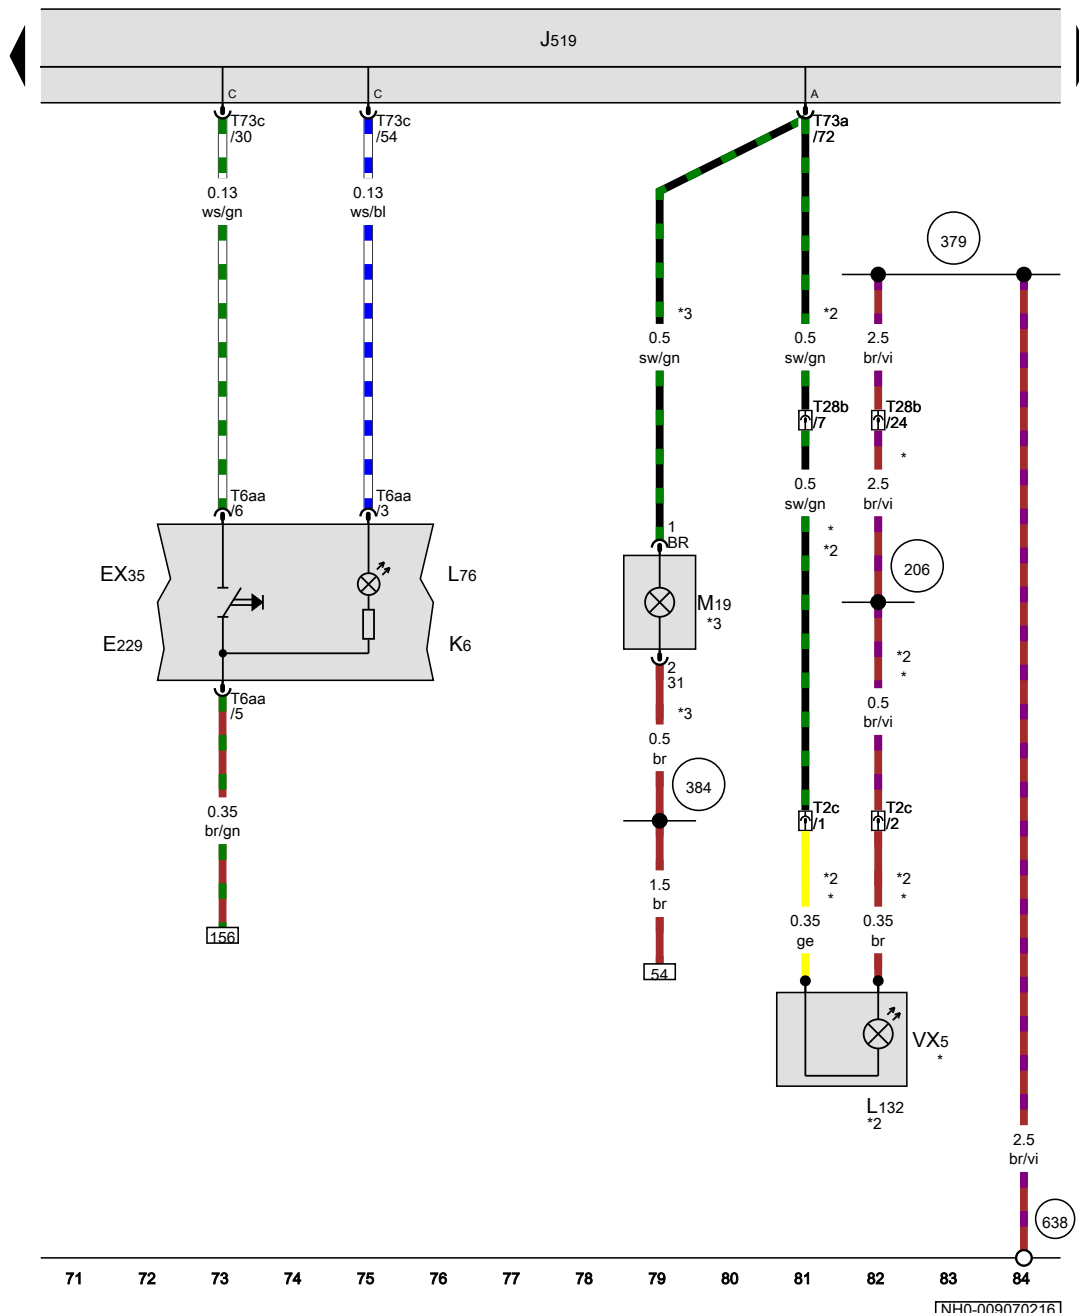 J519
C
C
A
T73c
/30
T73c
/54
T73a
/72
0.13
ws/gn
0.13
ws/bl
379
*3
*2
0.5
sw/gn
0.5
sw/gn
2.5
br/vi
T28b
/7
T28b
/24
*
0.5
sw/gn
2.5
br/vi
T6aa
/6
T6aa
/3
*
*2
1
BR
EX35
L76
206
E229
K6
M19
*3
*2
*
T6aa
/5
2
31
*3
0.5
br/vi
0.5
br
384
0.35
br/gn
T2c
/1
T2c
/2
1.5
br
*2
*
*2
*
0.35
ge
0.35
br
156
54
VX5
*
L132
*2
2.5
br/vi
638
71 72 73 74 75 76 77 78 79 80 81 82 83 84
NH0-009070216